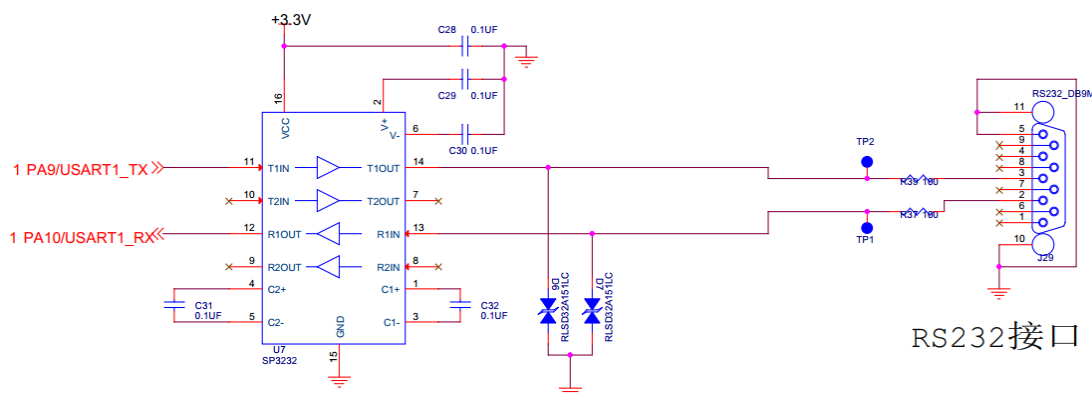 +3.3V
C28 0.1UF
C29 0.1UF
C30 0.1UF
16
2
VCC
V+
V-
6
RS232_DB9M
11
5
9
4
8
3
7
2
6
1
10
J29
1 PA9/USART1_TX
11
T1IN
T1OUT
14
TP2
R39 100
10
T2IN
T2OUT
7
1 PA10/USART1_RX
12
R1OUT
R1IN
13
R37 100
TP1
9
R2OUT
R2IN
8
4
C2+
C1+
1
C31
0.1UF
C32
0.1UF
5
C2-
C1-
3
GND
15
U7
SP3232
D6
RLSD32A151LC
D7
RLSD32A151LC
RS232接口